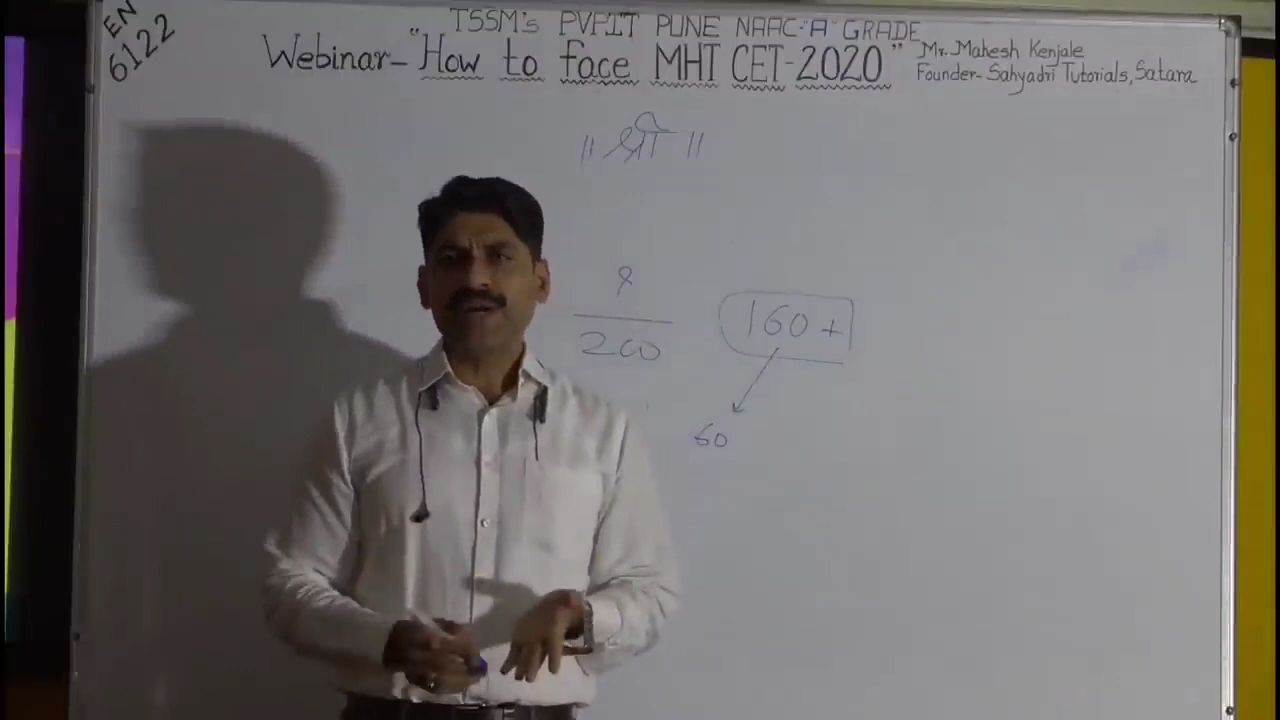 EN
6122
TSSM's PVPIT PUNE NAAC-A GRADE
Webinar-"How to face MHT CET-2020"
Mr. Mahesh Kenjale
Founder- Sahyadri Tutorials, Satara
॥ श्री ॥
200
160+
60